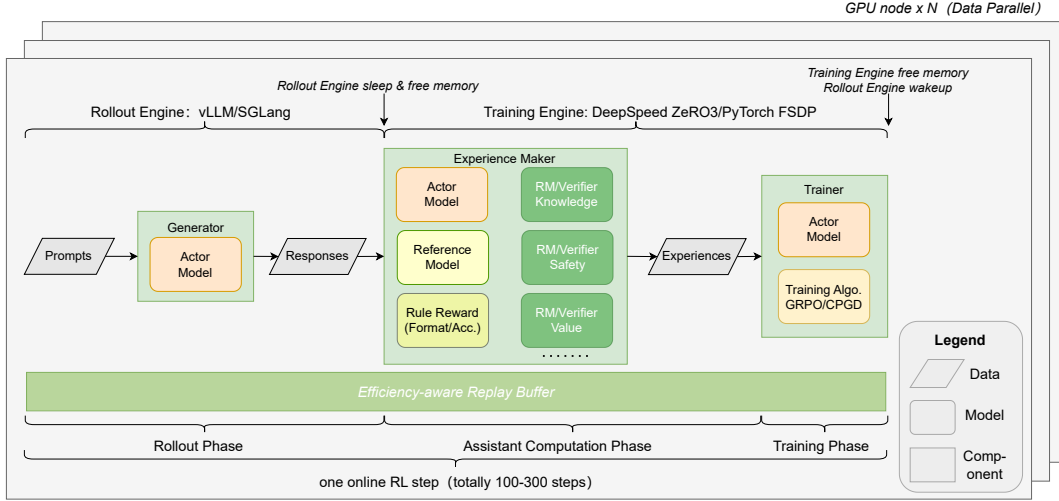 GPU node x N（Data Parallel）
Rollout Engine sleep & free memory
Training Engine free memory
Rollout Engine wakeup
Rollout Engine：vLLM/SGLang
Training Engine: DeepSpeed ZeRO3/PyTorch FSDP
Prompts
Generator
Actor
Model
Responses
Experience Maker
Actor
Model
RM/Verifier
Knowledge
Reference
Model
RM/Verifier
Safety
Rule Reward
(Format/Acc.)
RM/Verifier
Value
.......
Experiences
Trainer
Actor
Model
Training Algo.
GRPO/CPGD
Efficiency-aware Replay Buffer
Rollout Phase
Assistant Computation Phase
Training Phase
one online RL step（totally 100-300 steps）
Legend
Data
Model
Comp-
onent